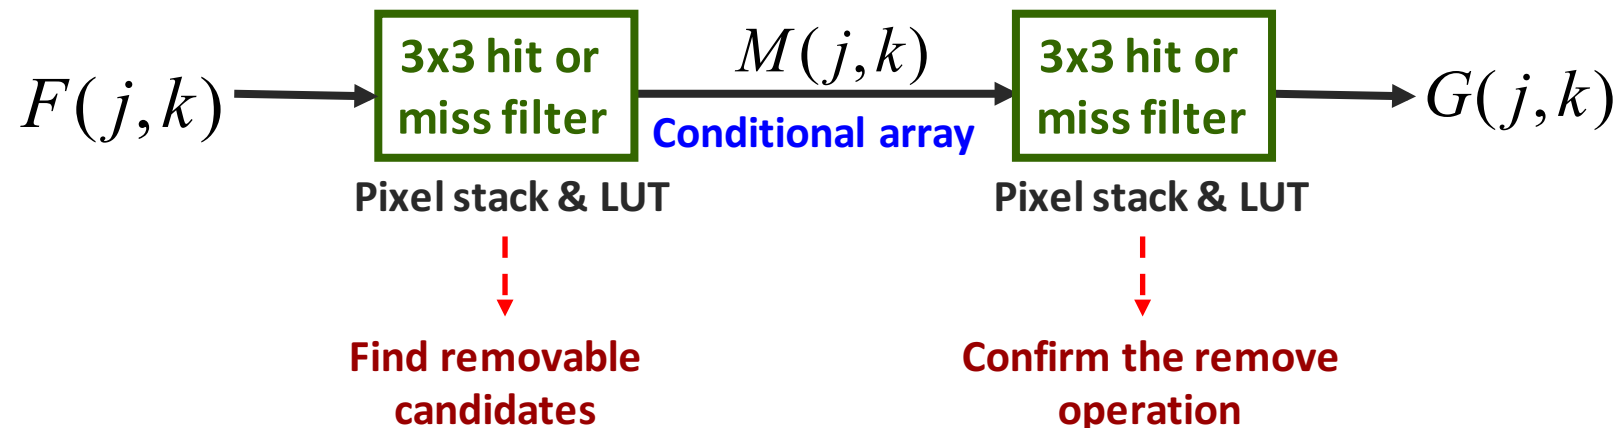 F(j,k)
3x3 hit or
miss filter
M(j,k)
Conditional array
3x3 hit or
miss filter
G(j,k)
Pixel stack & LUT
Pixel stack & LUT
Find removable
candidates
Confirm the remove
operation